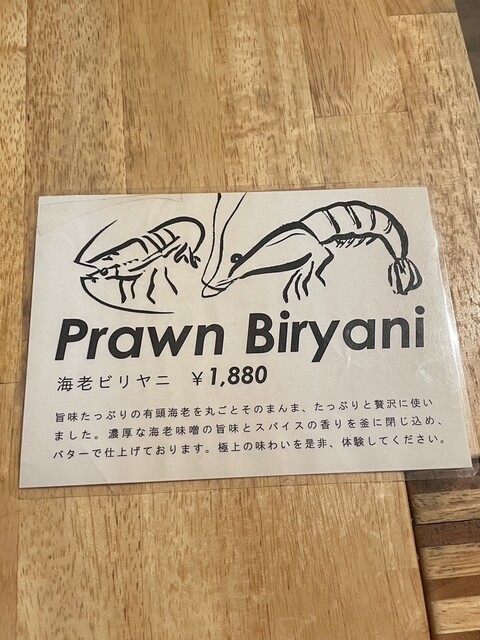 Prawn Biryani
海老ビリヤニ ￥1,880
旨味たっぷりの有頭海老を丸ごとそのまんま、たっぷりと贅沢に使い
ました。濃厚な海老味噌の旨味とスパイスの香りを釜に閉じ込め、
バターで仕上げております。極上の味わいを是非、体験してください。